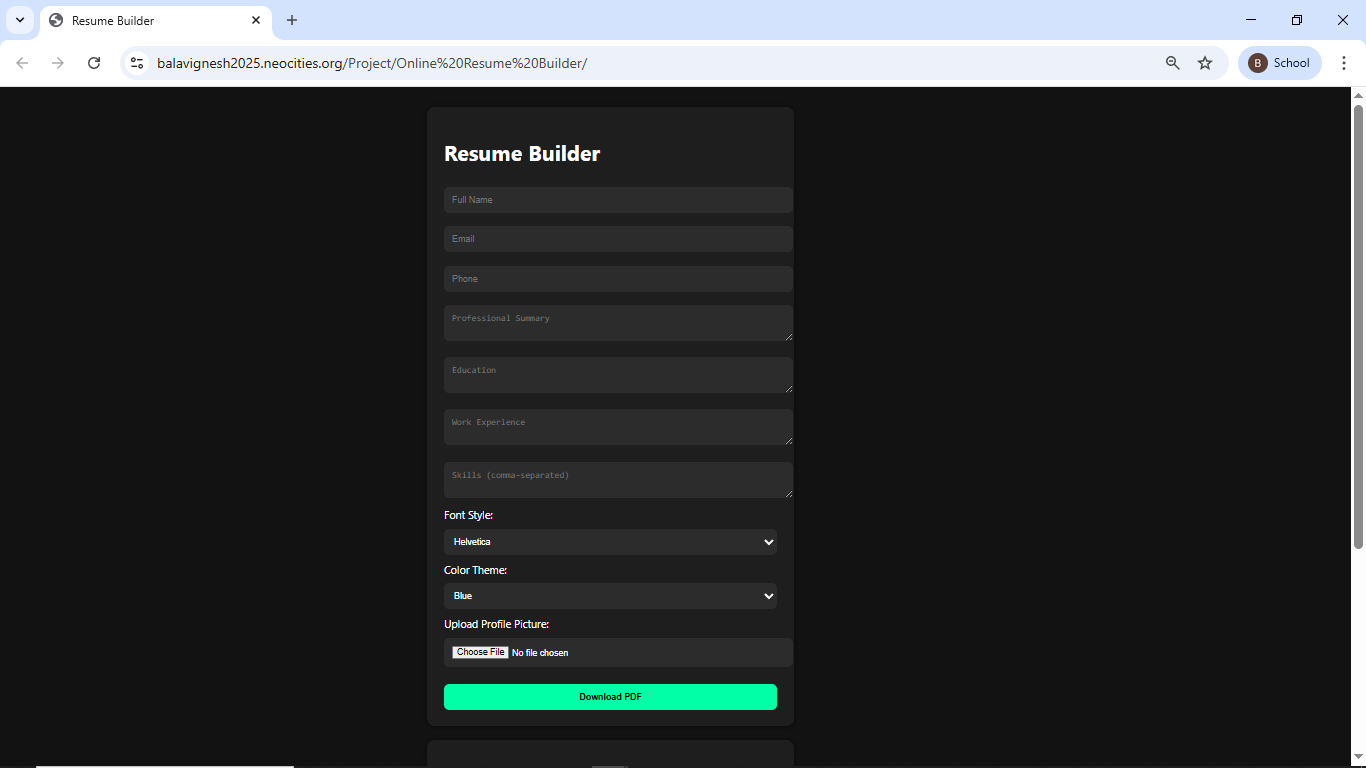 Resume Builder
balavignesh2025.neocities.org/Project/Online%20Resume%20Builder/
B
School
Resume Builder
Full Name
Email
Phone
Professional Summary
Education
Work Experience
Skills (comma-separated)
Font Style:
Helvetica
Color Theme:
Blue
Upload Profile Picture:
Choose File No file chosen
Download PDF